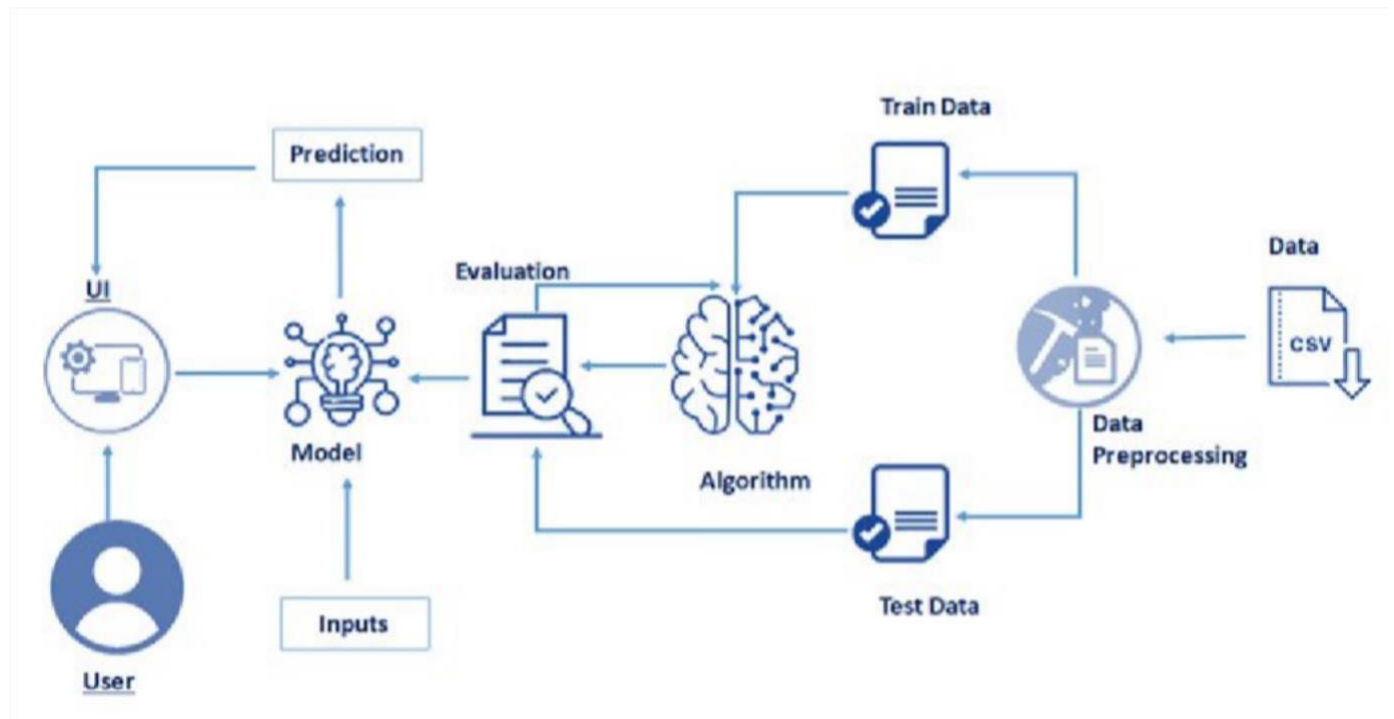 Train Data
Prediction
Data
Evaluation
UI
CSV
Data
Preprocessing
Model
Algorithm
Test Data
Inputs
User